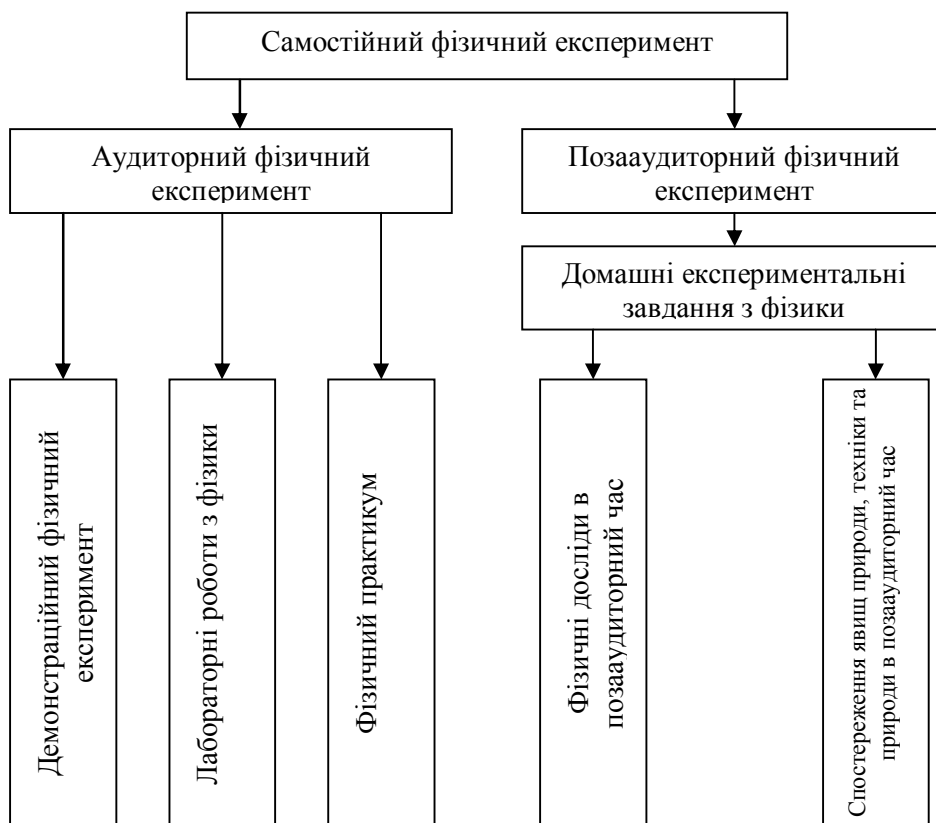 Самостійний фізичний експеримент
Аудиторний фізичний
експеримент
Позааудиторний фізичний
експеримент
Домашні експериментальні
завдання з фізики
Демонстраційний фізичний
експеримент
Лабораторні роботи з фізики
Фізичний практикум
Фізичні досліди в
позааудиторний час
Спостереження явищ природи, техніки та
природи в позааудиторний час